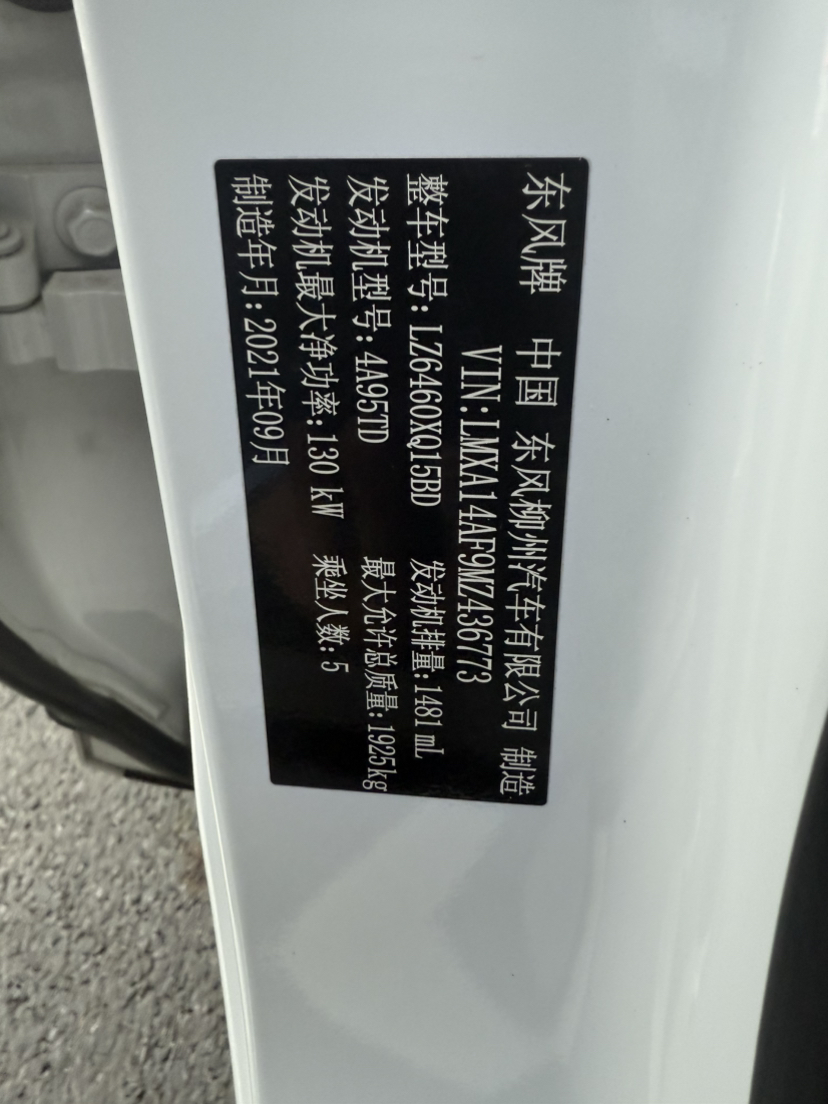 东风牌 中国 东风柳州汽车有限公司 制造
VIN:LMXA14AF9MZ436773
整车型号:LZ6460XQ15BD 发动机排量:1481 mL
发动机型号:4A95TD 最大允许总质量:1925kg
发动机最大净功率:130 kW 乘坐人数:5
制造年月:2021年09月